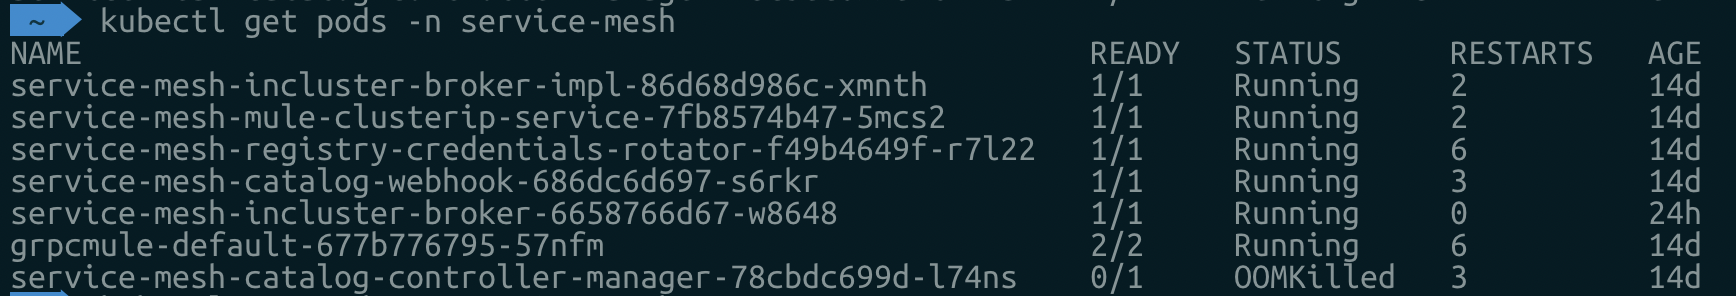 ~ kubectl get pods -n service-mesh
NAME READY STATUS RESTARTS AGE
service-mesh-incluster-broker-impl-86d68d986c-xmnth 1/1 Running 2 14d
service-mesh-mule-clusterip-service-7fb8574b47-5mcs2 1/1 Running 2 14d
service-mesh-registry-credentials-rotator-f49b4649f-r7l22 1/1 Running 6 14d
service-mesh-catalog-webhook-686dc6d697-s6rkr 1/1 Running 3 14d
service-mesh-incluster-broker-6658766d67-w8648 1/1 Running 0 24h
grpcmule-default-677b776795-57nfm 2/2 Running 6 14d
service-mesh-catalog-controller-manager-78cbdc699d-l74ns 0/1 OOMKilled 3 14d